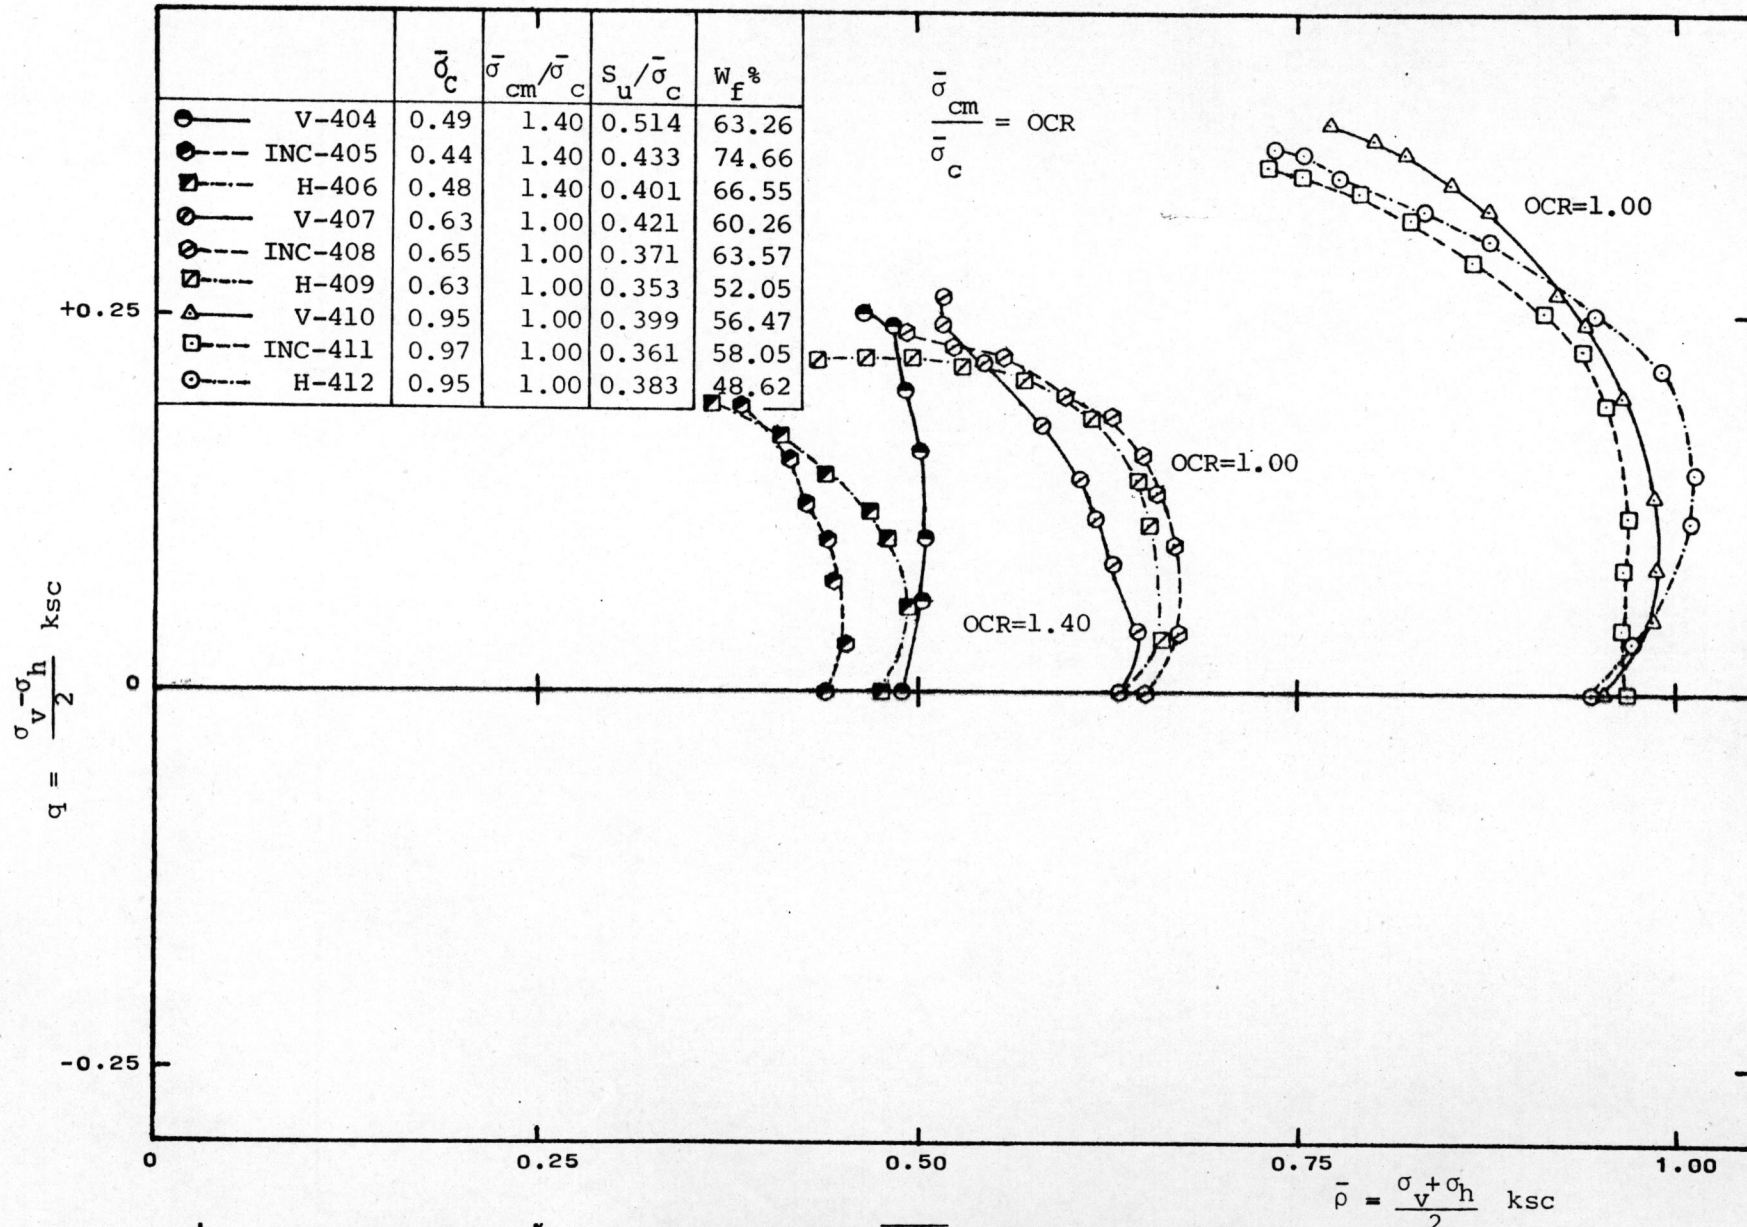 σ̄c σ̄cm/σ̄c Su/σ̄c Wf%
V-404 0.49 1.40 0.514 63.26
INC-405 0.44 1.40 0.433 74.66
H-406 0.48 1.40 0.401 66.55
V-407 0.63 1.00 0.421 60.26
INC-408 0.65 1.00 0.371 63.57
H-409 0.63 1.00 0.353 52.05
V-410 0.95 1.00 0.399 56.47
INC-411 0.97 1.00 0.361 58.05
H-412 0.95 1.00 0.383 48.62
σ̄cm/σ̄c = OCR
OCR=1.00
OCR=1.00
OCR=1.40
+0.25
0
-0.25
q = (σv-σh)/2 ksc
0 0.25 0.50 0.75 1.00
ρ̄ = (σv+σh)/2 ksc